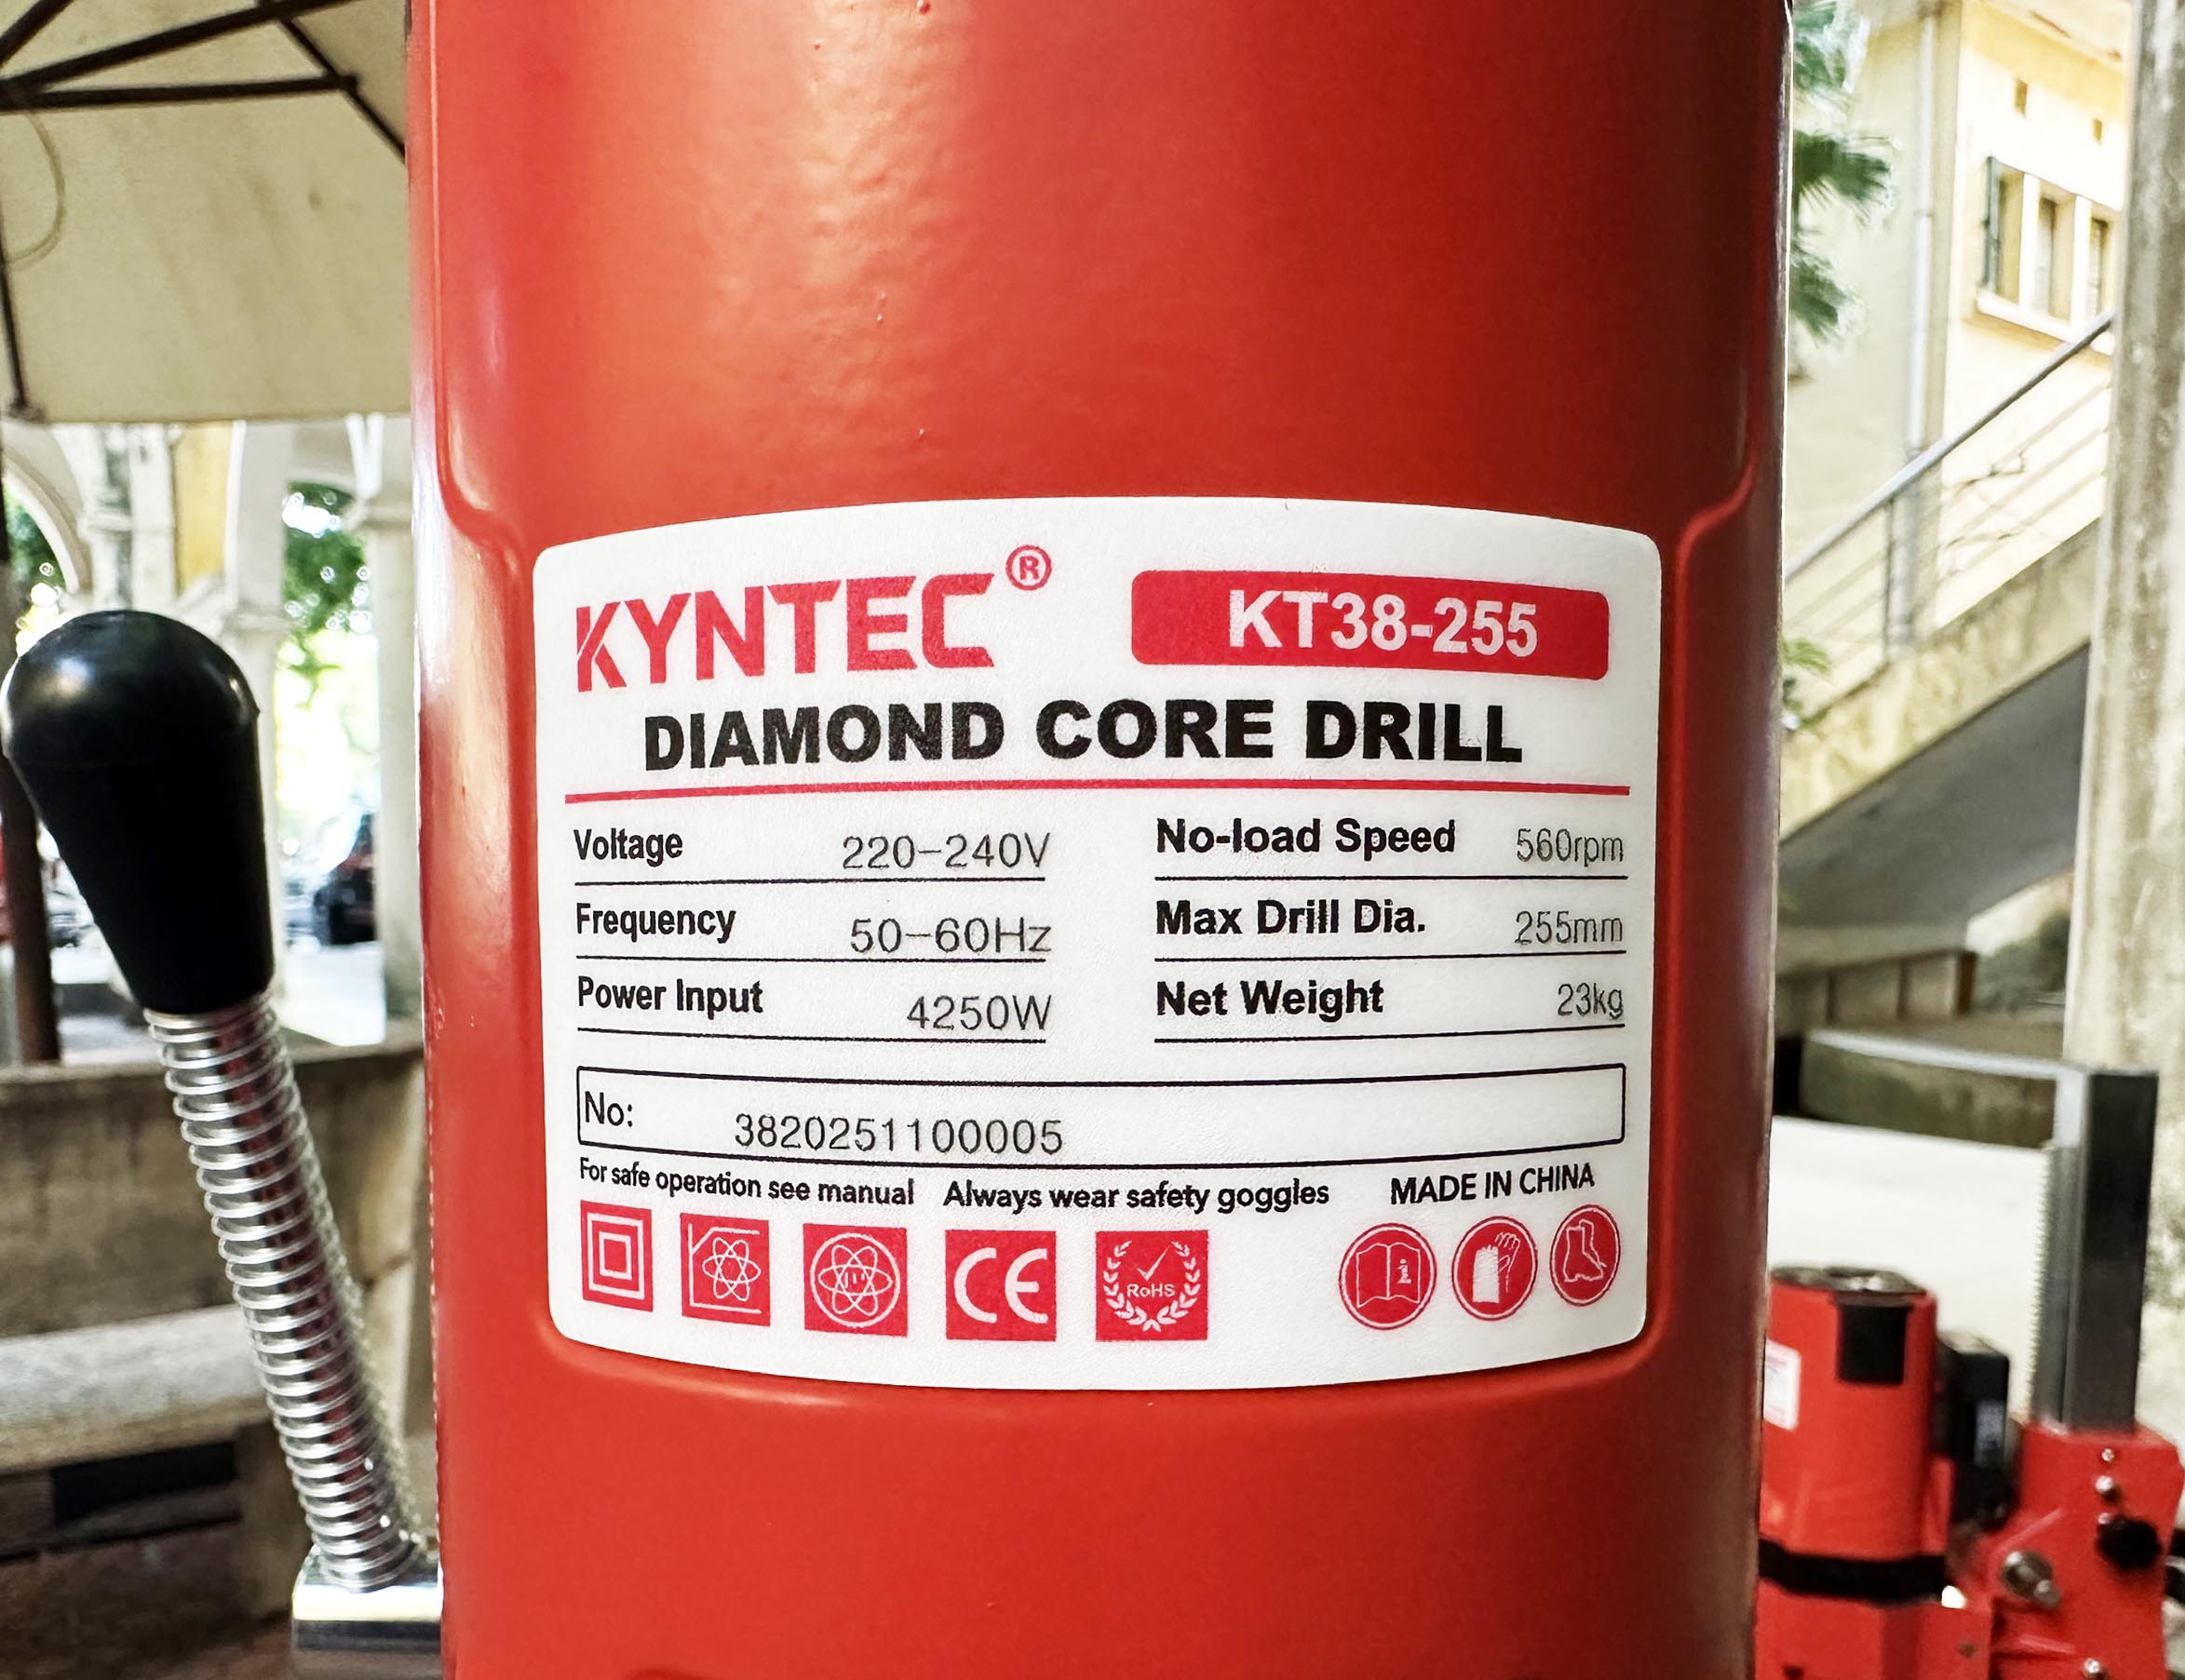 KYNTEC® KT38-255
DIAMOND CORE DRILL
Voltage 220-240V
No-load Speed 560rpm
Frequency 50-60Hz
Max Drill Dia. 255mm
Power Input 4250W
Net Weight 23kg
No: 3820251100005
For safe operation see manual Always wear safety goggles MADE IN CHINA
CE
RoHS
i